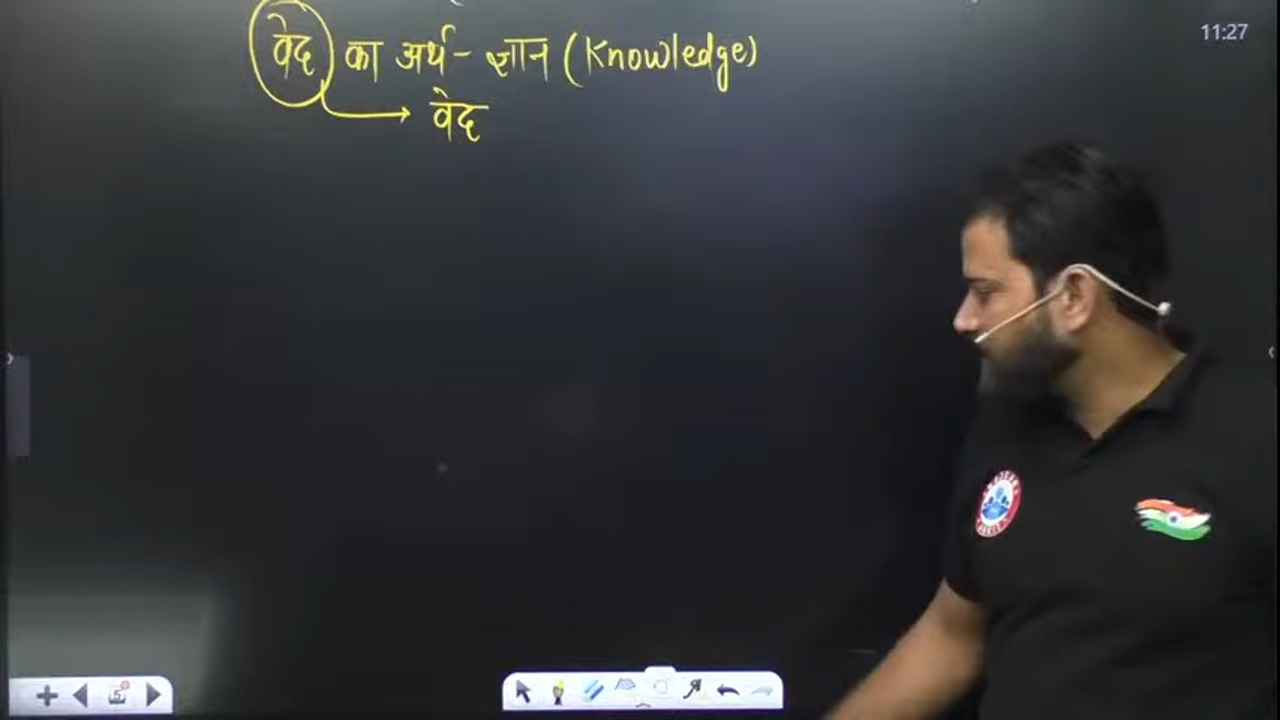 11:27
वेद का अर्थ - ज्ञान (Knowledge)
वेद